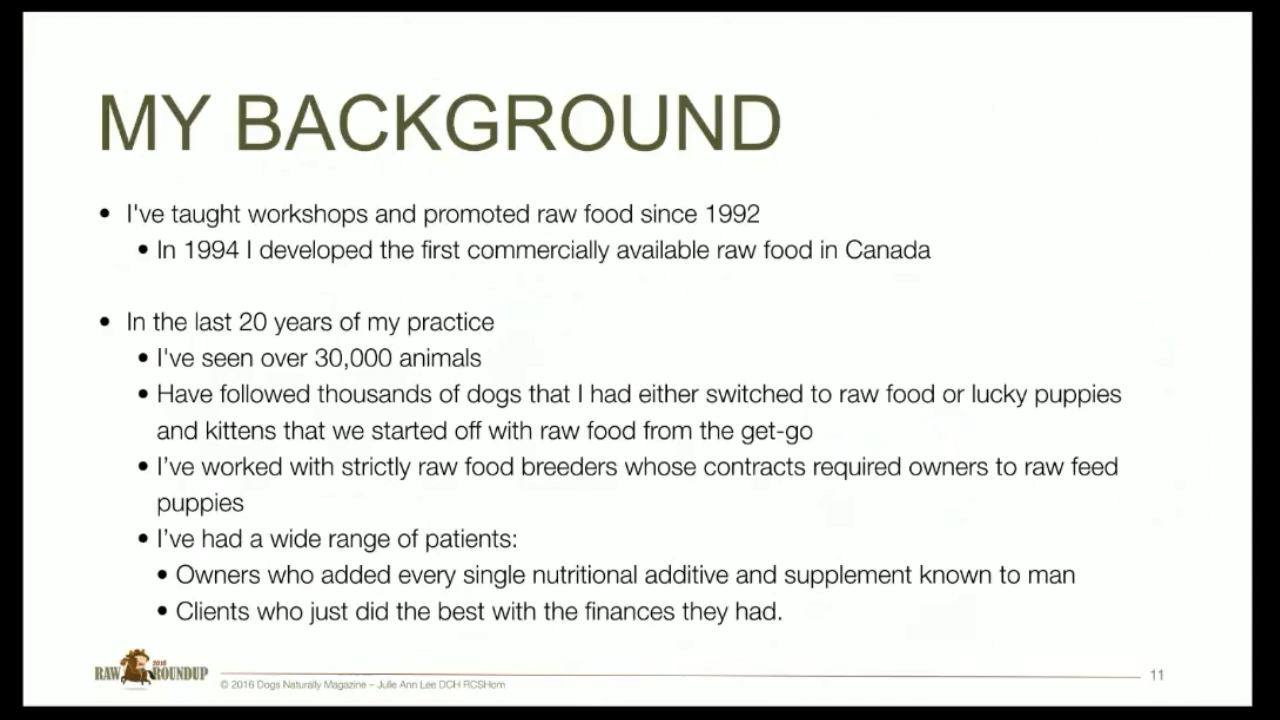 MY BACKGROUND
• I've taught workshops and promoted raw food since 1992
• In 1994 I developed the first commercially available raw food in Canada
• In the last 20 years of my practice
• I've seen over 30,000 animals
• Have followed thousands of dogs that I had either switched to raw food or lucky puppies
and kittens that we started off with raw food from the get-go
• I’ve worked with strictly raw food breeders whose contracts required owners to raw feed
puppies
• I’ve had a wide range of patients:
• Owners who added every single nutritional additive and supplement known to man
• Clients who just did the best with the finances they had.
2016
RAW ROUNDUP
© 2016 Dogs Naturally Magazine – Julie Ann Lee DCH RCSHom
11